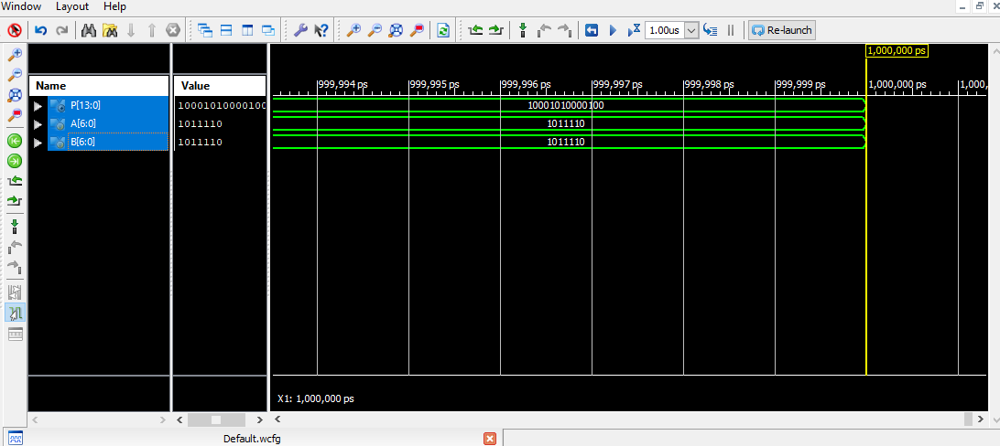 Window Layout Help
1.00us Re-launch
1,000,000 ps
Name Value
999,994 ps 999,995 ps 999,996 ps 999,997 ps 999,998 ps 999,999 ps 1,000,000 ps 1,000,
P[13:0] 10001010000100 10001010000100
A[6:0] 1011110 1011110
B[6:0] 1011110 1011110
X1: 1,000,000 ps
Default.wcfg